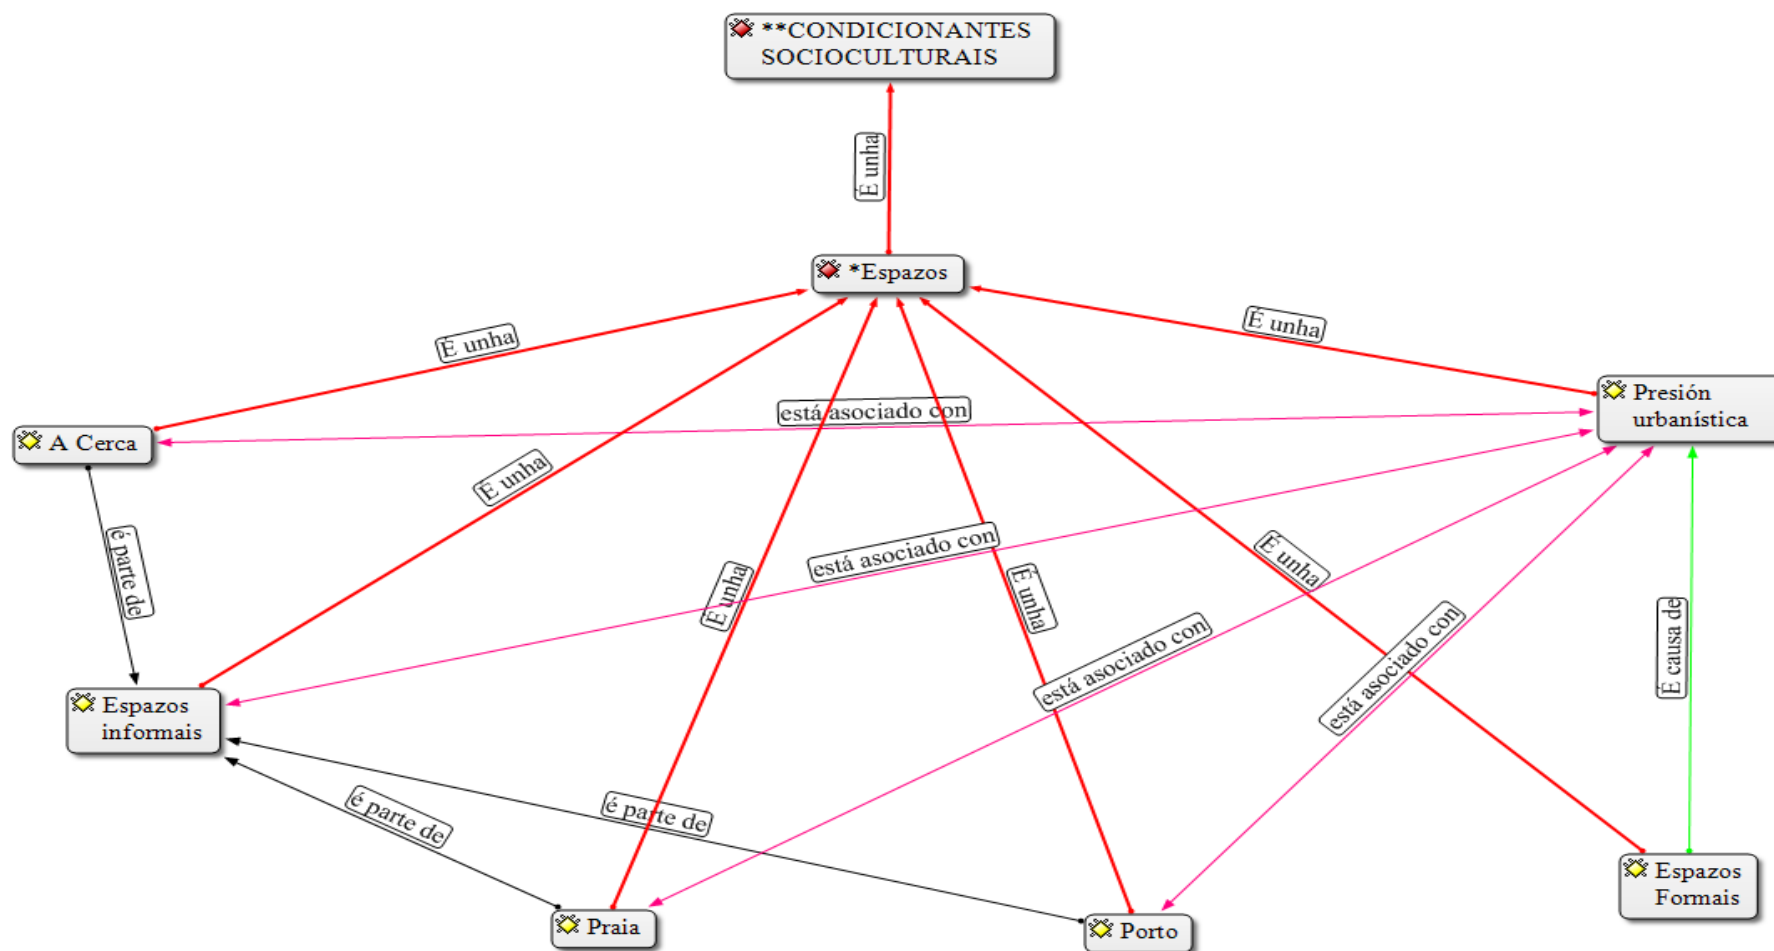 **CONDICIONANTES
SOCIOCULTURAIS
É unha
*Espazos
É unha
É unha
Presión
urbanística
está asociado con
A Cerca
É unha
é parte de
está asociado con
É unha
É unha
É unha
está asociado con
está asociado con
É causa de
Espazos
informais
é parte de
é parte de
Espazos
Formais
Praia
Porto